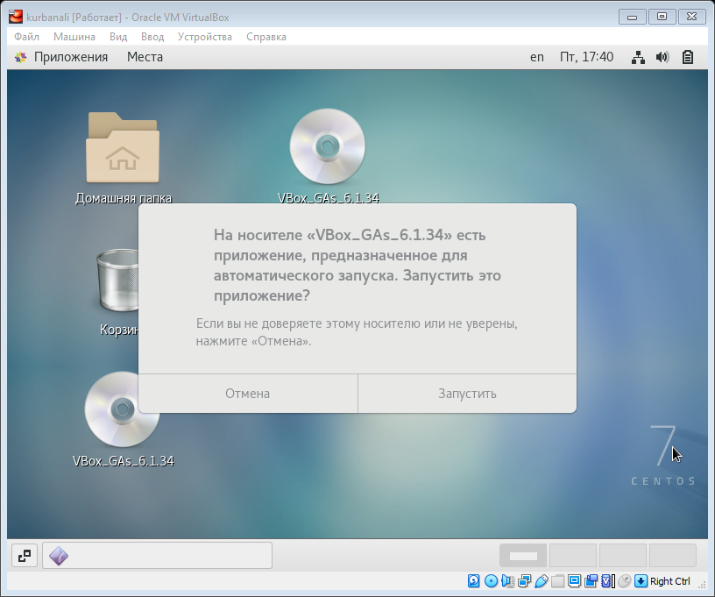 kurbanali [Работает] - Oracle VM VirtualBox
Файл Машина Вид Ввод Устройства Справка
Приложения Места en Пт, 17:40
Домашняя папка
VBox_GAs_6.1.34
На носителе «VBox_GAs_6.1.34» есть
приложение, предназначенное для
автоматического запуска. Запустить это
приложение?
Если вы не доверяете этому носителю или не уверены,
нажмите «Отмена».
Корзин
Отмена Запустить
VBox_GAs_6.1.34
7
CENTOS
Right Ctrl